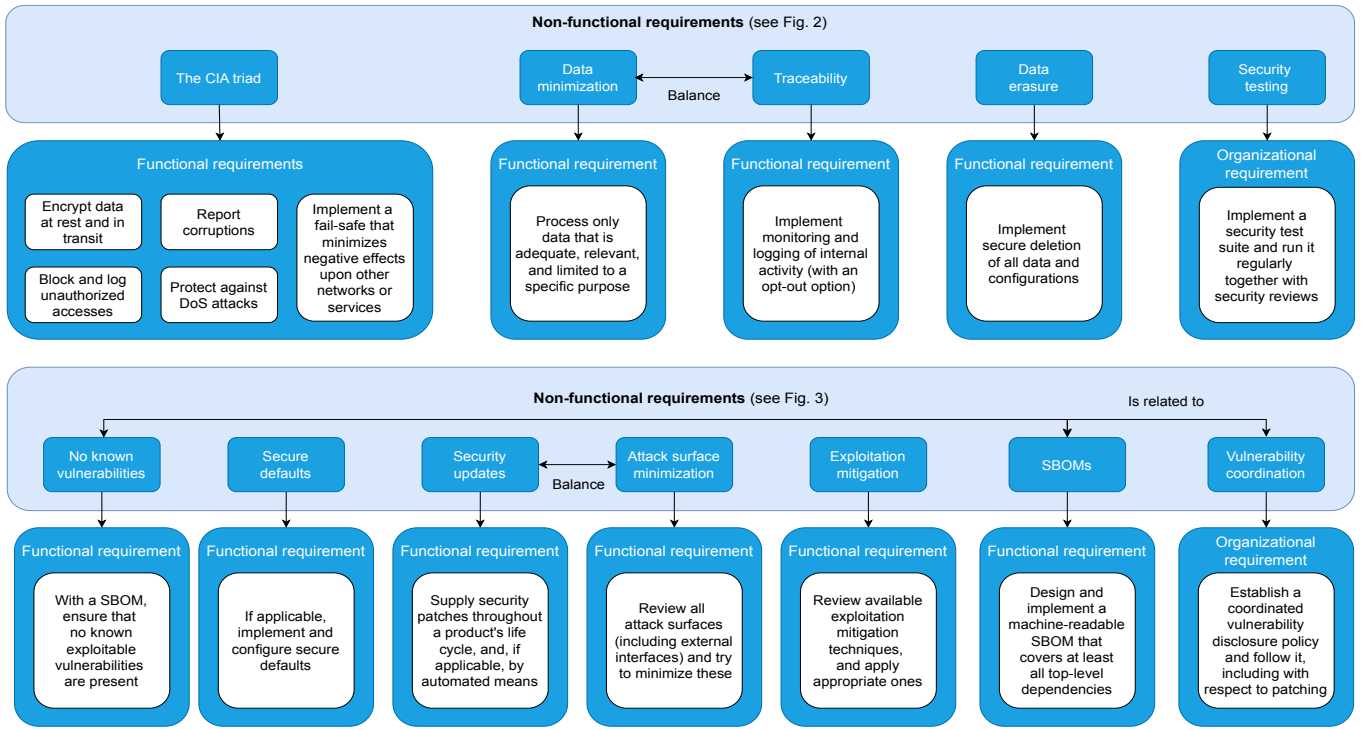 Non-functional requirements (see Fig. 2)
The CIA triad
Data
minimization
Balance
Traceability
Data
erasure
Security
testing
Functional requirements
Encrypt data
at rest and in
transit
Report
corruptions
Implement a
fail-safe that
minimizes
negative effects
upon other
networks or
services
Block and log
unauthorized
accesses
Protect against
DoS attacks
Functional requirement
Process only
data that is
adequate, relevant,
and limited to a
specific purpose
Functional requirement
Implement
monitoring and
logging of internal
activity (with an
opt-out option)
Functional requirement
Implement
secure deletion
of all data and
configurations
Organizational
requirement
Implement a
security test
suite and run it
regularly
together with
security reviews
Non-functional requirements (see Fig. 3)
Is related to
No known
vulnerabilities
Secure
defaults
Security
updates
Balance
Attack surface
minimization
Exploitation
mitigation
SBOMs
Vulnerability
coordination
Functional requirement
With a SBOM,
ensure that
no known
exploitable
vulnerabilities
are present
Functional requirement
If applicable,
implement and
configure secure
defaults
Functional requirement
Supply security
patches throughout
a product's life
cycle, and, if
applicable, by
automated means
Functional requirement
Review all
attack surfaces
(including external
interfaces) and try
to minimize these
Functional requirement
Review available
exploitation
mitigation
techniques,
and apply
appropriate ones
Functional requirement
Design and
implement a
machine-readable
SBOM that
covers at least
all top-level
dependencies
Organizational
requirement
Establish a
coordinated
vulnerability
disclosure policy
and follow it,
including with
respect to patching